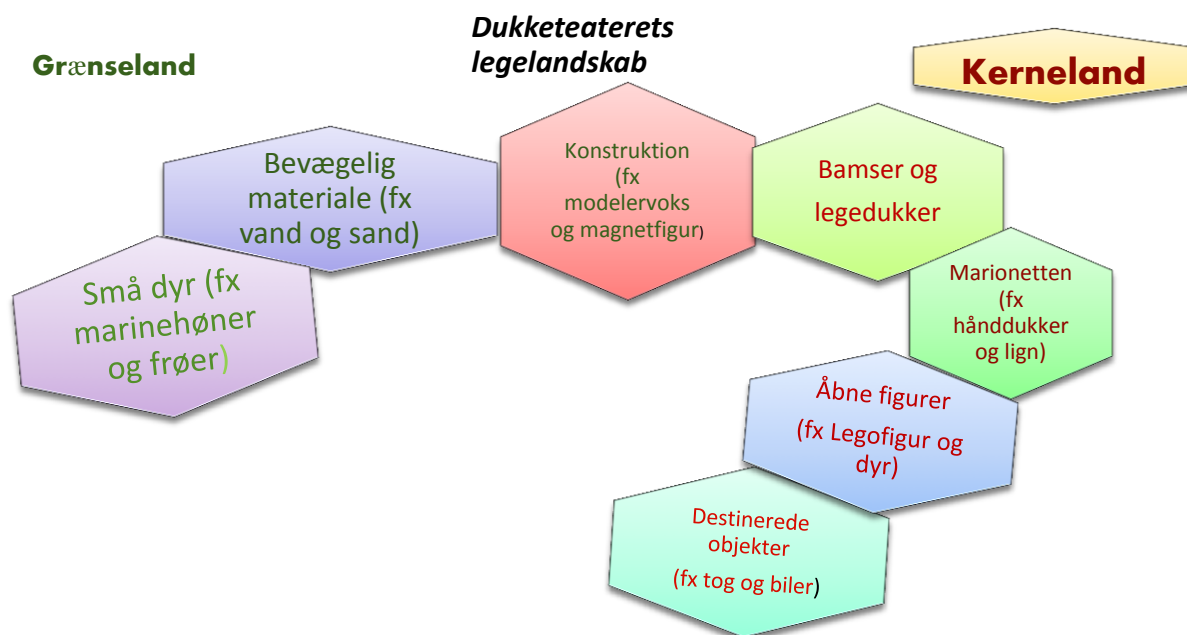 Dukketeaterets
legelandskab
Grænseland
Kerneland
Bevægelig
materiale (fx
vand og sand)
Konstruktion
(fx
modelervoks
og magnetfigur)
Bamser og
legedukker
Små dyr (fx
marinehøner
og frøer)
Marionetten
(fx
hånddukker
og lign)
Åbne figurer
(fx Legofigur og
dyr)
Destinerede
objekter
(fx tog og biler)